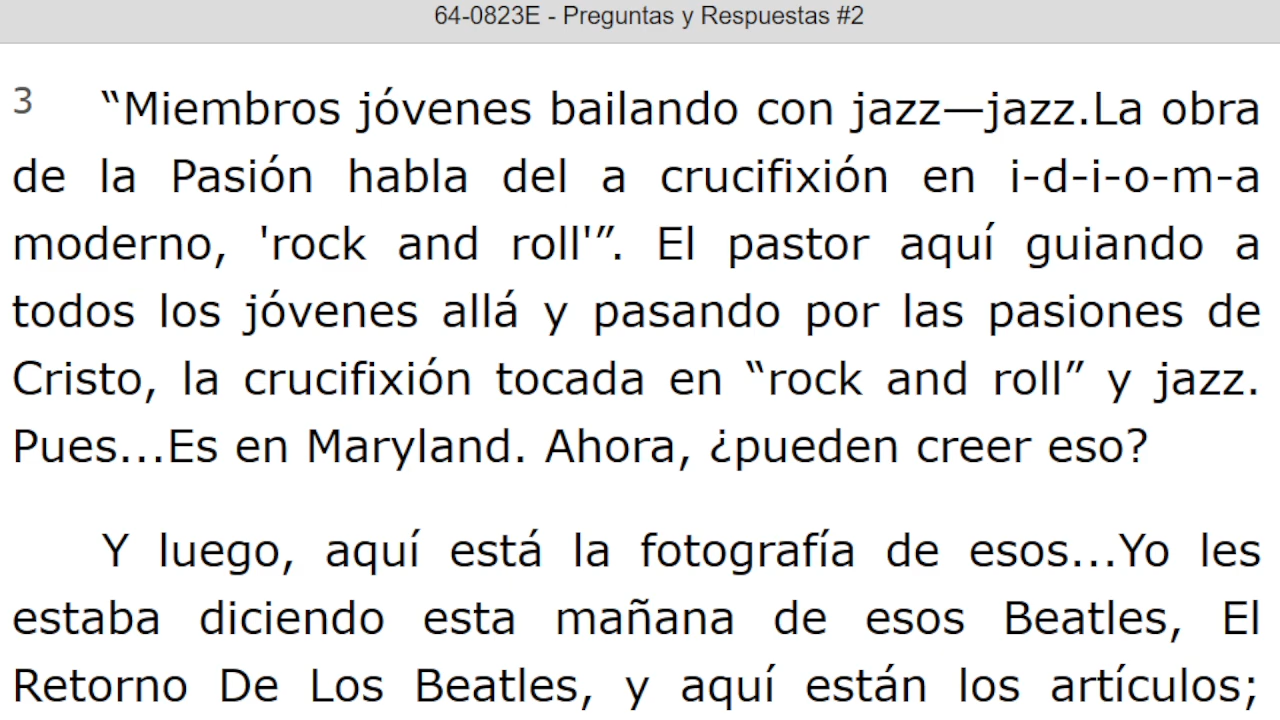 64-0823E - Preguntas y Respuestas #2
3 “Miembros jóvenes bailando con jazz—jazz.La obra
de la Pasión habla del a crucifixión en i-d-i-o-m-a
moderno, 'rock and roll'”. El pastor aquí guiando a
todos los jóvenes allá y pasando por las pasiones de
Cristo, la crucifixión tocada en “rock and roll” y jazz.
Pues...Es en Maryland. Ahora, ¿pueden creer eso?
Y luego, aquí está la fotografía de esos...Yo les
estaba diciendo esta mañana de esos Beatles, El
Retorno De Los Beatles, y aquí están los artículos;